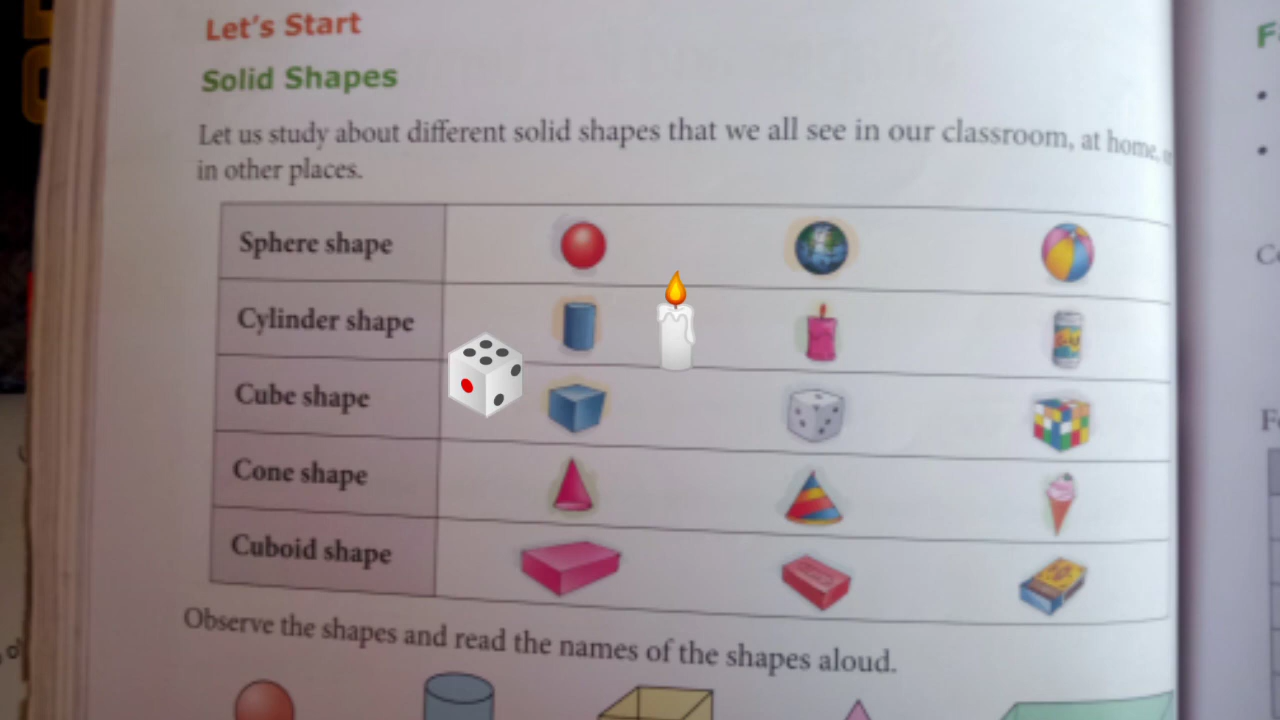 Let's Start
Solid Shapes
Let us study about different solid shapes that we all see in our classroom, at home,
in other places.
Sphere shape
Cylinder shape
Cube shape
Cone shape
Cuboid shape
Observe the shapes and read the names of the shapes aloud.